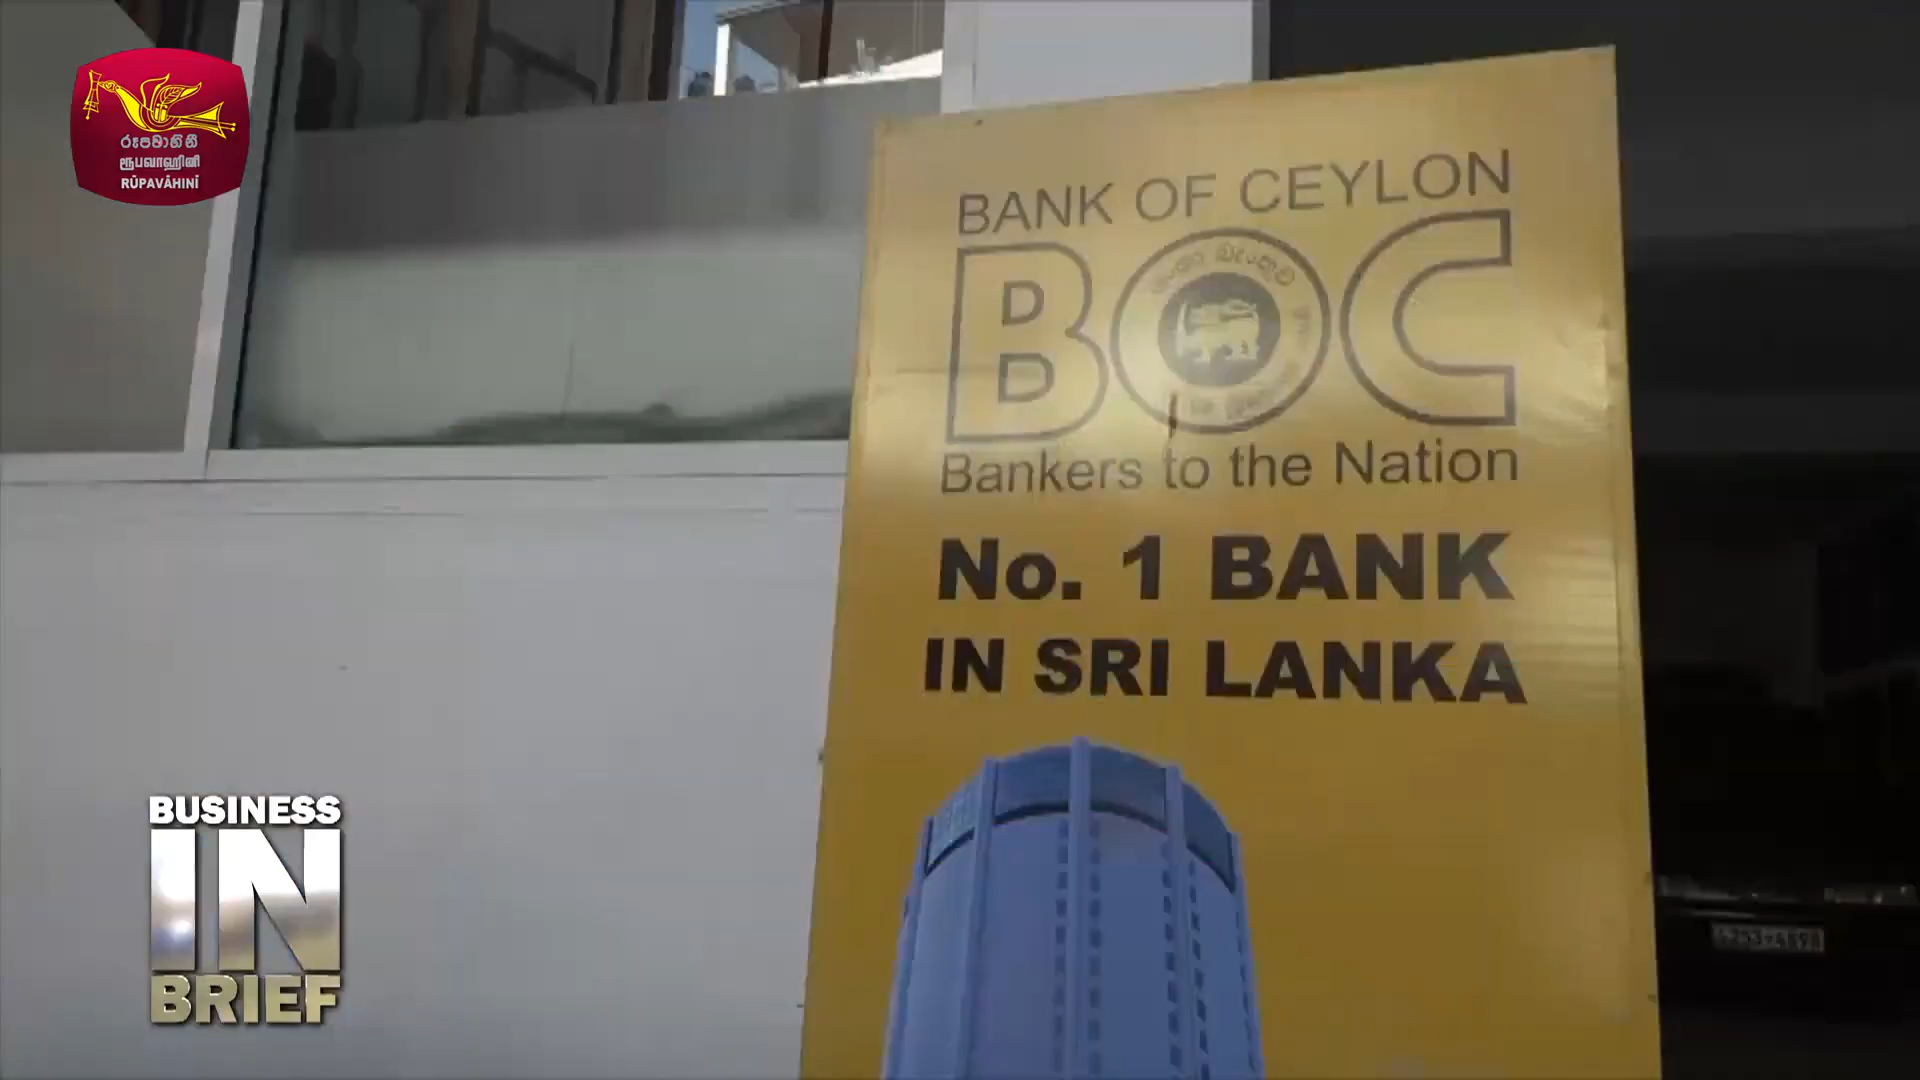 රූපවාහිනී
ரூபவாஹினி
RŪPAVĀHINĪ
BANK OF CEYLON
BOC
Bankers to the Nation
No. 1 BANK
IN SRI LANKA
BUSINESS
IN
BRIEF